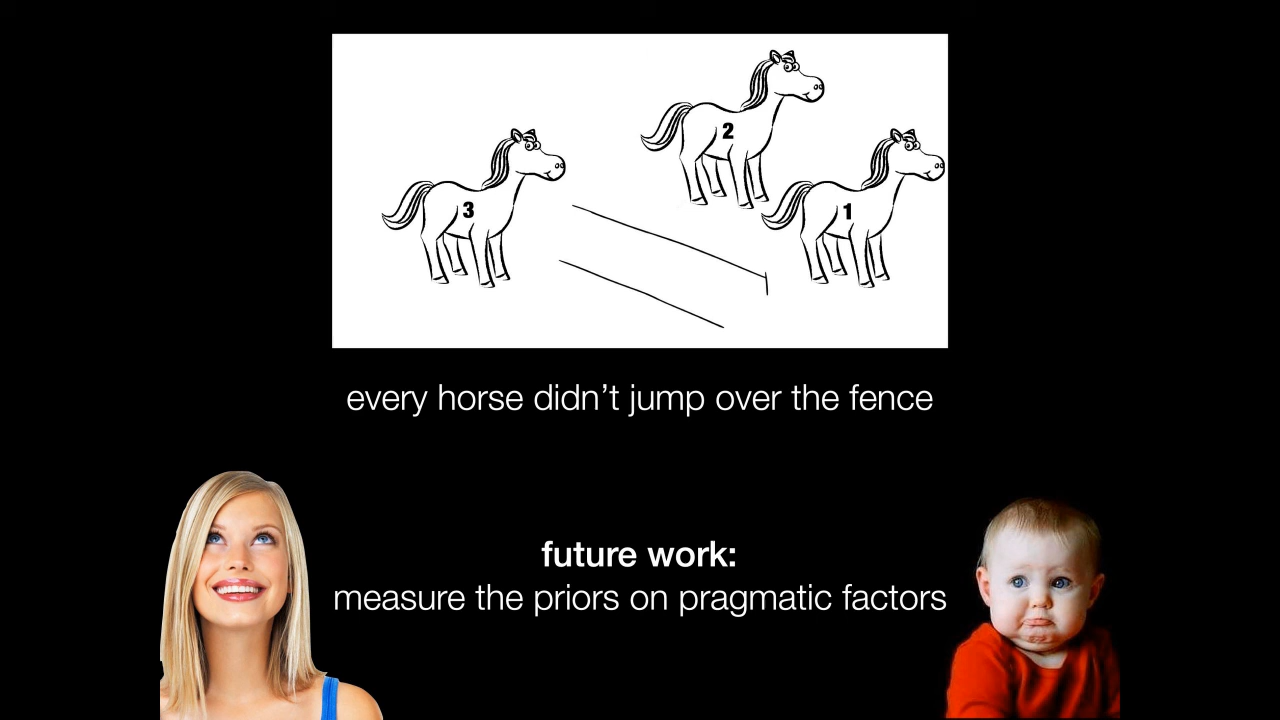 2
3
1
every horse didn’t jump over the fence
future work:
measure the priors on pragmatic factors